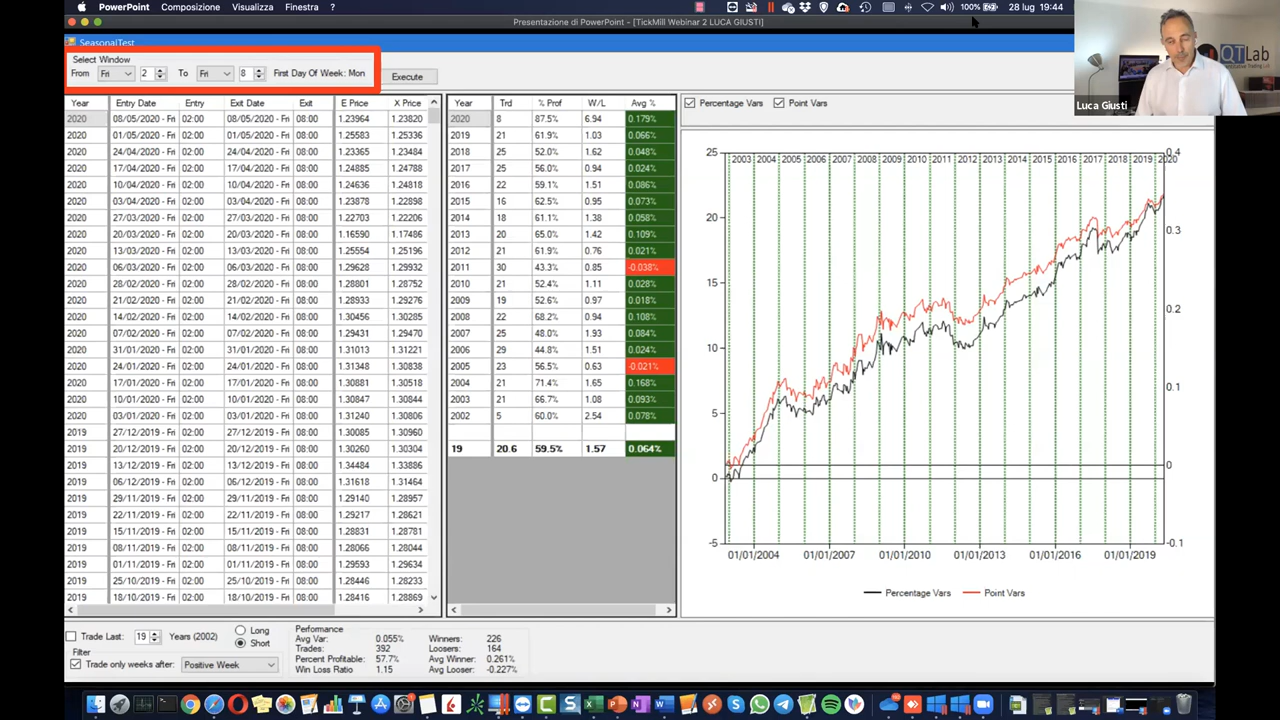 PowerPoint Composizione Visualizza Finestra ? 100% 28 lug 19:44
Presentazione di PowerPoint - [TickMill Webinar 2 LUCA GIUSTI]
SeasonalTest
Select Window
From Fri 2 To Fri 8 First Day Of Week: Mon Execute
QTLab
Luca Giusti
Year Entry Date Entry Exit Date Exit E Price X Price
2020 08/05/2020 - Fri 02:00 08/05/2020 - Fri 08:00 1.23964 1.23820
2020 01/05/2020 - Fri 02:00 01/05/2020 - Fri 08:00 1.25583 1.25336
2020 24/04/2020 - Fri 02:00 24/04/2020 - Fri 08:00 1.23365 1.23484
2020 17/04/2020 - Fri 02:00 17/04/2020 - Fri 08:00 1.24885 1.24788
2020 10/04/2020 - Fri 02:00 10/04/2020 - Fri 08:00 1.24636 1.24818
2020 03/04/2020 - Fri 02:00 03/04/2020 - Fri 08:00 1.23878 1.22898
2020 27/03/2020 - Fri 02:00 27/03/2020 - Fri 08:00 1.22703 1.22206
2020 20/03/2020 - Fri 02:00 20/03/2020 - Fri 08:00 1.16590 1.17486
2020 13/03/2020 - Fri 02:00 13/03/2020 - Fri 08:00 1.25554 1.25196
2020 06/03/2020 - Fri 02:00 06/03/2020 - Fri 08:00 1.29628 1.29932
2020 28/02/2020 - Fri 02:00 28/02/2020 - Fri 08:00 1.28801 1.28752
2020 21/02/2020 - Fri 02:00 21/02/2020 - Fri 08:00 1.28933 1.29276
2020 14/02/2020 - Fri 02:00 14/02/2020 - Fri 08:00 1.30456 1.30285
2020 07/02/2020 - Fri 02:00 07/02/2020 - Fri 08:00 1.29431 1.29470
2020 31/01/2020 - Fri 02:00 31/01/2020 - Fri 08:00 1.31013 1.31221
2020 24/01/2020 - Fri 02:00 24/01/2020 - Fri 08:00 1.31348 1.30838
2020 17/01/2020 - Fri 02:00 17/01/2020 - Fri 08:00 1.30881 1.30518
2020 10/01/2020 - Fri 02:00 10/01/2020 - Fri 08:00 1.30847 1.30844
2020 03/01/2020 - Fri 02:00 03/01/2020 - Fri 08:00 1.31240 1.30806
2019 27/12/2019 - Fri 02:00 27/12/2019 - Fri 08:00 1.30085 1.30960
2019 20/12/2019 - Fri 02:00 20/12/2019 - Fri 08:00 1.30260 1.30403
2019 13/12/2019 - Fri 02:00 13/12/2019 - Fri 08:00 1.34484 1.33886
2019 06/12/2019 - Fri 02:00 06/12/2019 - Fri 08:00 1.31618 1.31464
2019 29/11/2019 - Fri 02:00 29/11/2019 - Fri 08:00 1.29140 1.28957
2019 22/11/2019 - Fri 02:00 22/11/2019 - Fri 08:00 1.29217 1.28621
2019 15/11/2019 - Fri 02:00 15/11/2019 - Fri 08:00 1.28831 1.28781
2019 08/11/2019 - Fri 02:00 08/11/2019 - Fri 08:00 1.28066 1.28044
2019 01/11/2019 - Fri 02:00 01/11/2019 - Fri 08:00 1.29593 1.29634
2019 25/10/2019 - Fri 02:00 25/10/2019 - Fri 08:00 1.28446 1.28233
2019 18/10/2019 - Fri 02:00 18/10/2019 - Fri 08:00 1.28416 1.28869
Year Trd % Prof W/L Avg %
2020 8 87.5% 6.94 0.179%
2019 21 61.9% 1.03 0.066%
2018 25 52.0% 1.62 0.048%
2017 25 56.0% 0.94 0.024%
2016 22 59.1% 1.51 0.086%
2015 16 62.5% 0.95 0.073%
2014 18 61.1% 1.38 0.058%
2013 20 65.0% 1.42 0.109%
2012 21 61.9% 0.76 0.021%
2011 30 43.3% 0.85 -0.038%
2010 21 52.4% 1.11 0.028%
2009 19 52.6% 0.97 0.018%
2008 22 68.2% 0.94 0.108%
2007 25 48.0% 1.93 0.084%
2006 29 44.8% 1.51 0.024%
2005 23 56.5% 0.63 -0.021%
2004 21 71.4% 1.65 0.168%
2003 21 66.7% 1.08 0.093%
2002 5 60.0% 2.54 0.078%
19 20.6 59.5% 1.57 0.064%
Percentage Vars Point Vars
25 20 15 10 5 0 -5
2003 2004 2005 2006 2007 2008 2009 2010 2011 2012 2013 2014 2015 2016 2017 2018 2019 2020
0.4 0.3 0.2 0.1 0 -0.1
01/01/2004 01/01/2007 01/01/2010 01/01/2013 01/01/2016 01/01/2019
Percentage Vars Point Vars
Trade Last: 19 Years (2002) Long
Short
Filter
Trade only weeks after: Positive Week
Performance
Avg Var: 0.055% Winners: 226
Trades: 392 Loosers: 164
Percent Profitable: 57.7% Avg Winner: 0.261%
Win Loss Ratio 1.15 Avg Looser: -0.227%